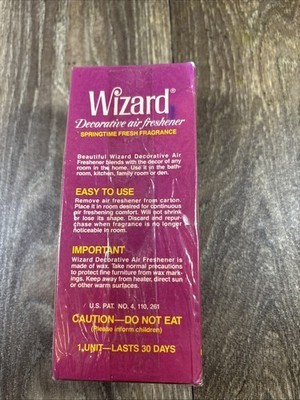 Wizard®
Decorative air freshener
SPRINGTIME FRESH FRAGRANCE
Beautiful Wizard Decorative Air
Freshener blends with the decor of any
room in the home. Use it in the bath-
room, kitchen, family room or den.
EASY TO USE
Remove air freshener from carton.
Place it in room desired for continuous
air freshening comfort. Will not shrink
or lose its shape. Discard and repur-
chase when fragrance is no longer
noticeable in room.
IMPORTANT
Wizard Decorative Air Freshener is
made of wax. Take normal precautions
to protect fine furniture from wax mark-
ings. Keep away from heater, direct sun
or other warm surfaces.
U.S. PAT. NO. 4, 110, 261
CAUTION—DO NOT EAT
(Please inform children)
1 UNIT—LASTS 30 DAYS